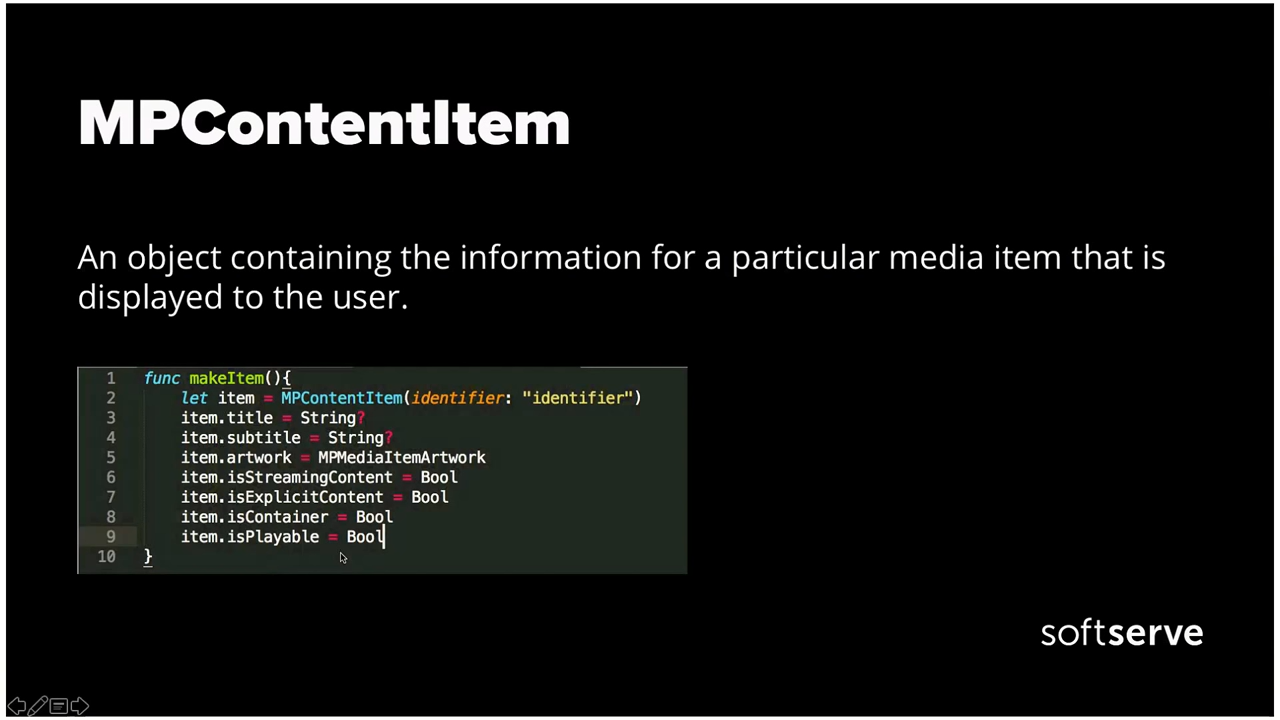 MPContentItem
An object containing the information for a particular media item that is
displayed to the user.
1 func makeItem(){
2 let item = MPContentItem(identifier: "identifier")
3 item.title = String?
4 item.subtitle = String?
5 item.artwork = MPMediaItemArtwork
6 item.isStreamingContent = Bool
7 item.isExplicitContent = Bool
8 item.isContainer = Bool
9 item.isPlayable = Bool
10 }
softserve